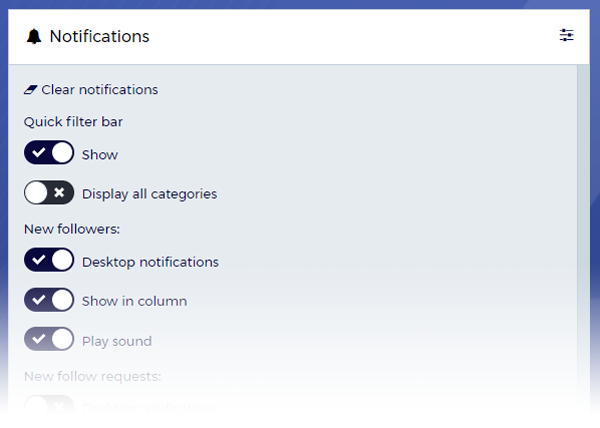 Notifications
Clear notifications
Quick filter bar
Show
Display all categories
New followers:
Desktop notifications
Show in column
Play sound
New follow requests: